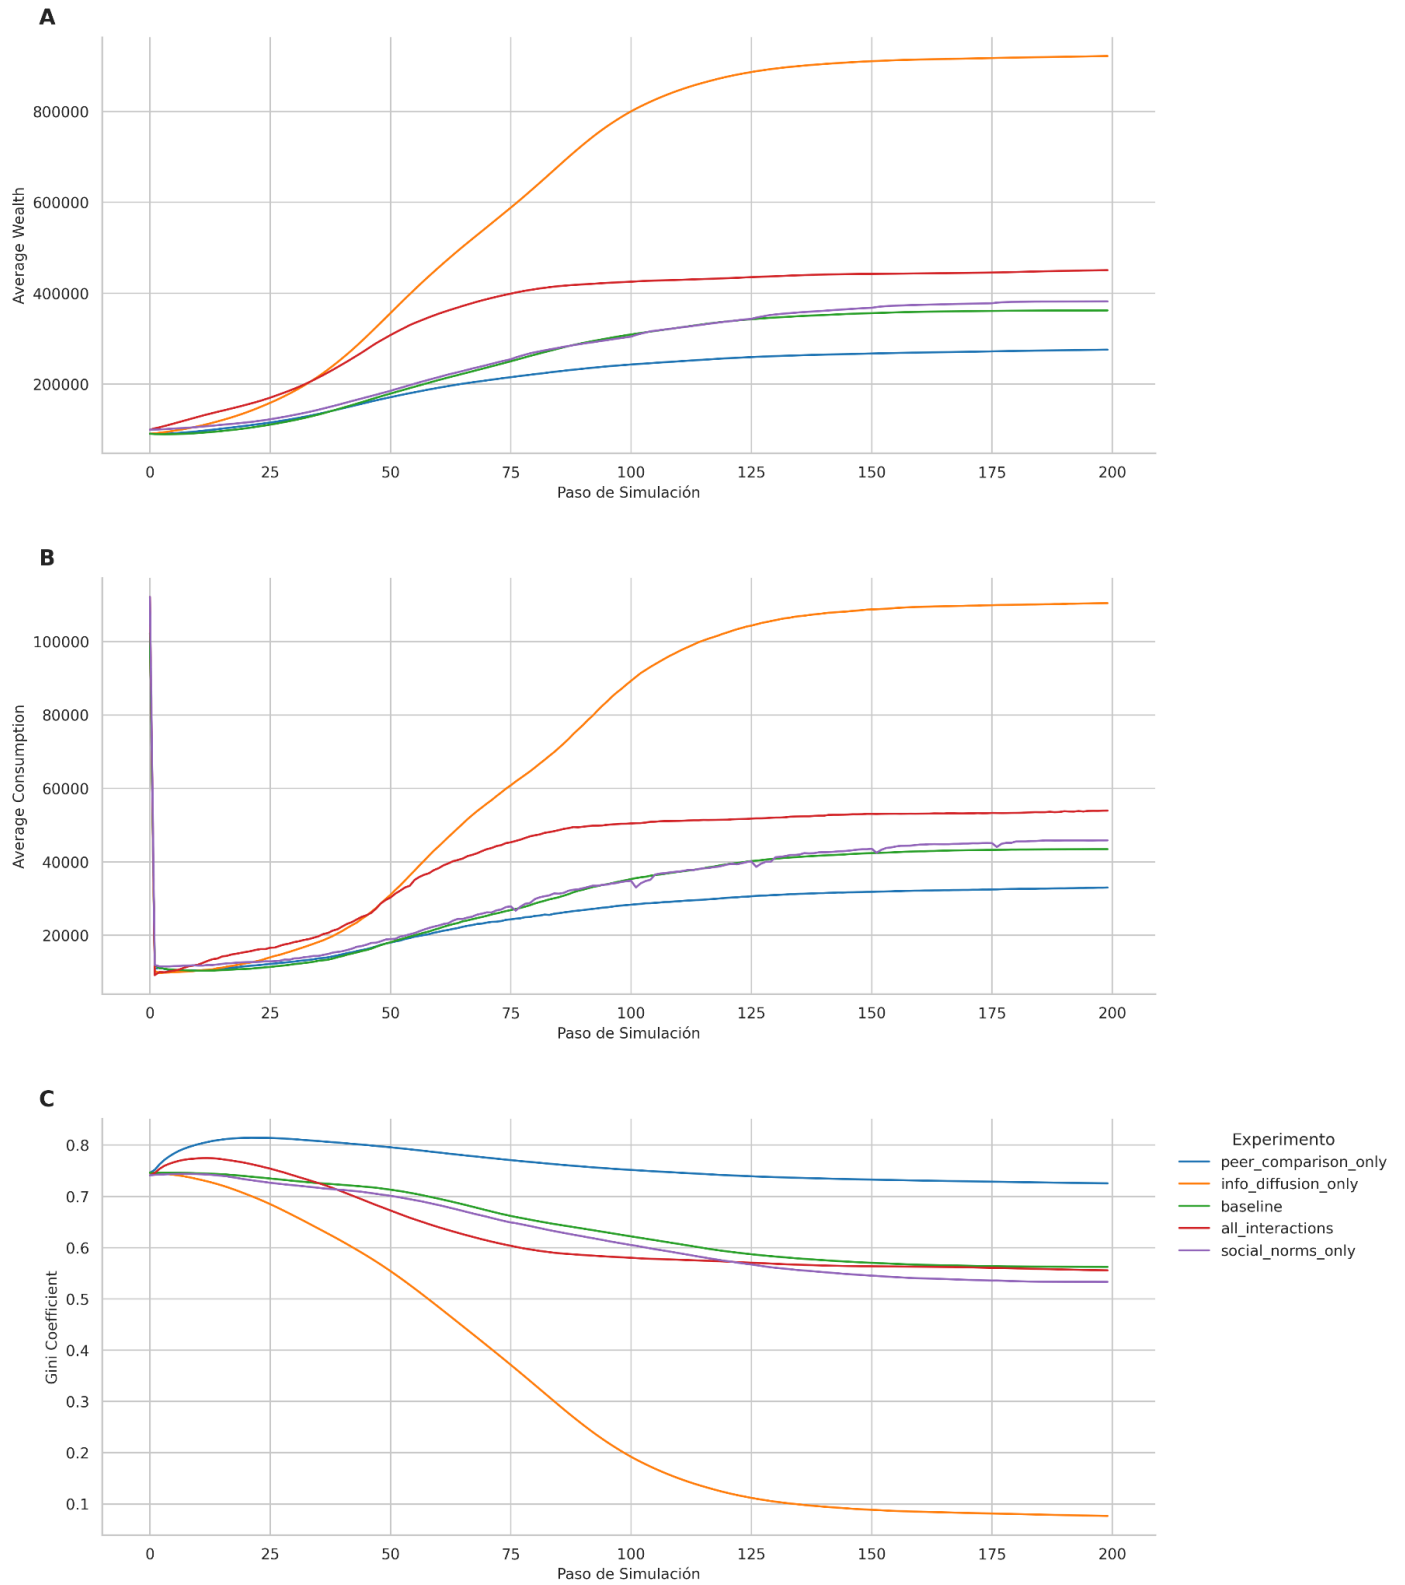 A
800000
600000
400000
200000
Average Wealth
0 25 50 75 100 125 150 175 200
Paso de Simulación
B
100000
80000
60000
40000
20000
Average Consumption
0 25 50 75 100 125 150 175 200
Paso de Simulación
C
0.8
0.7
0.6
0.5
0.4
0.3
0.2
0.1
Gini Coefficient
0 25 50 75 100 125 150 175 200
Paso de Simulación
Experimento
peer_comparison_only
info_diffusion_only
baseline
all_interactions
social_norms_only